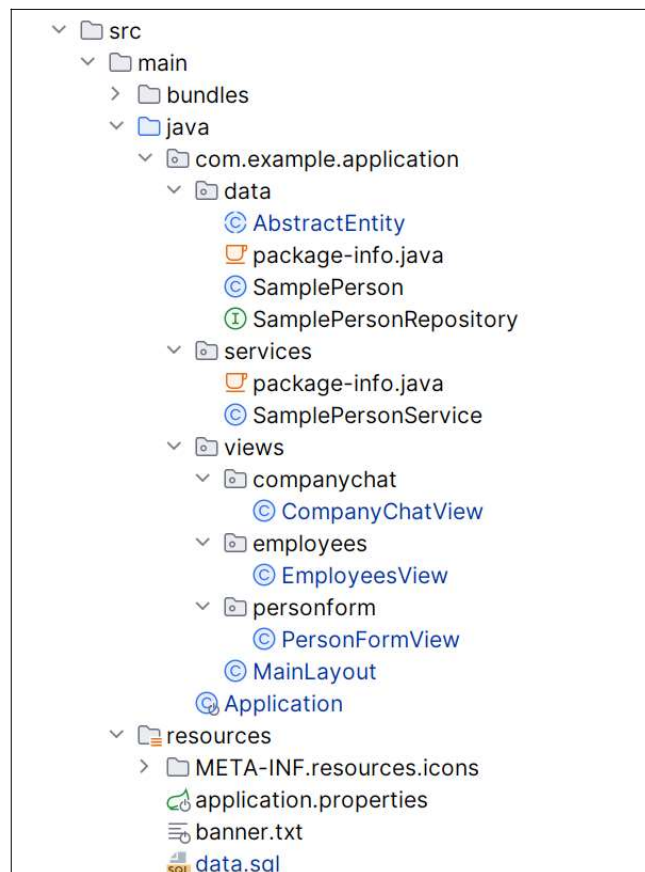 src
main
bundles
java
com.example.application
data
AbstractEntity
package-info.java
SamplePerson
SamplePersonRepository
services
package-info.java
SamplePersonService
views
companychat
CompanyChatView
employees
EmployeesView
personform
PersonFormView
MainLayout
Application
resources
META-INF.resources.icons
application.properties
banner.txt
data.sql